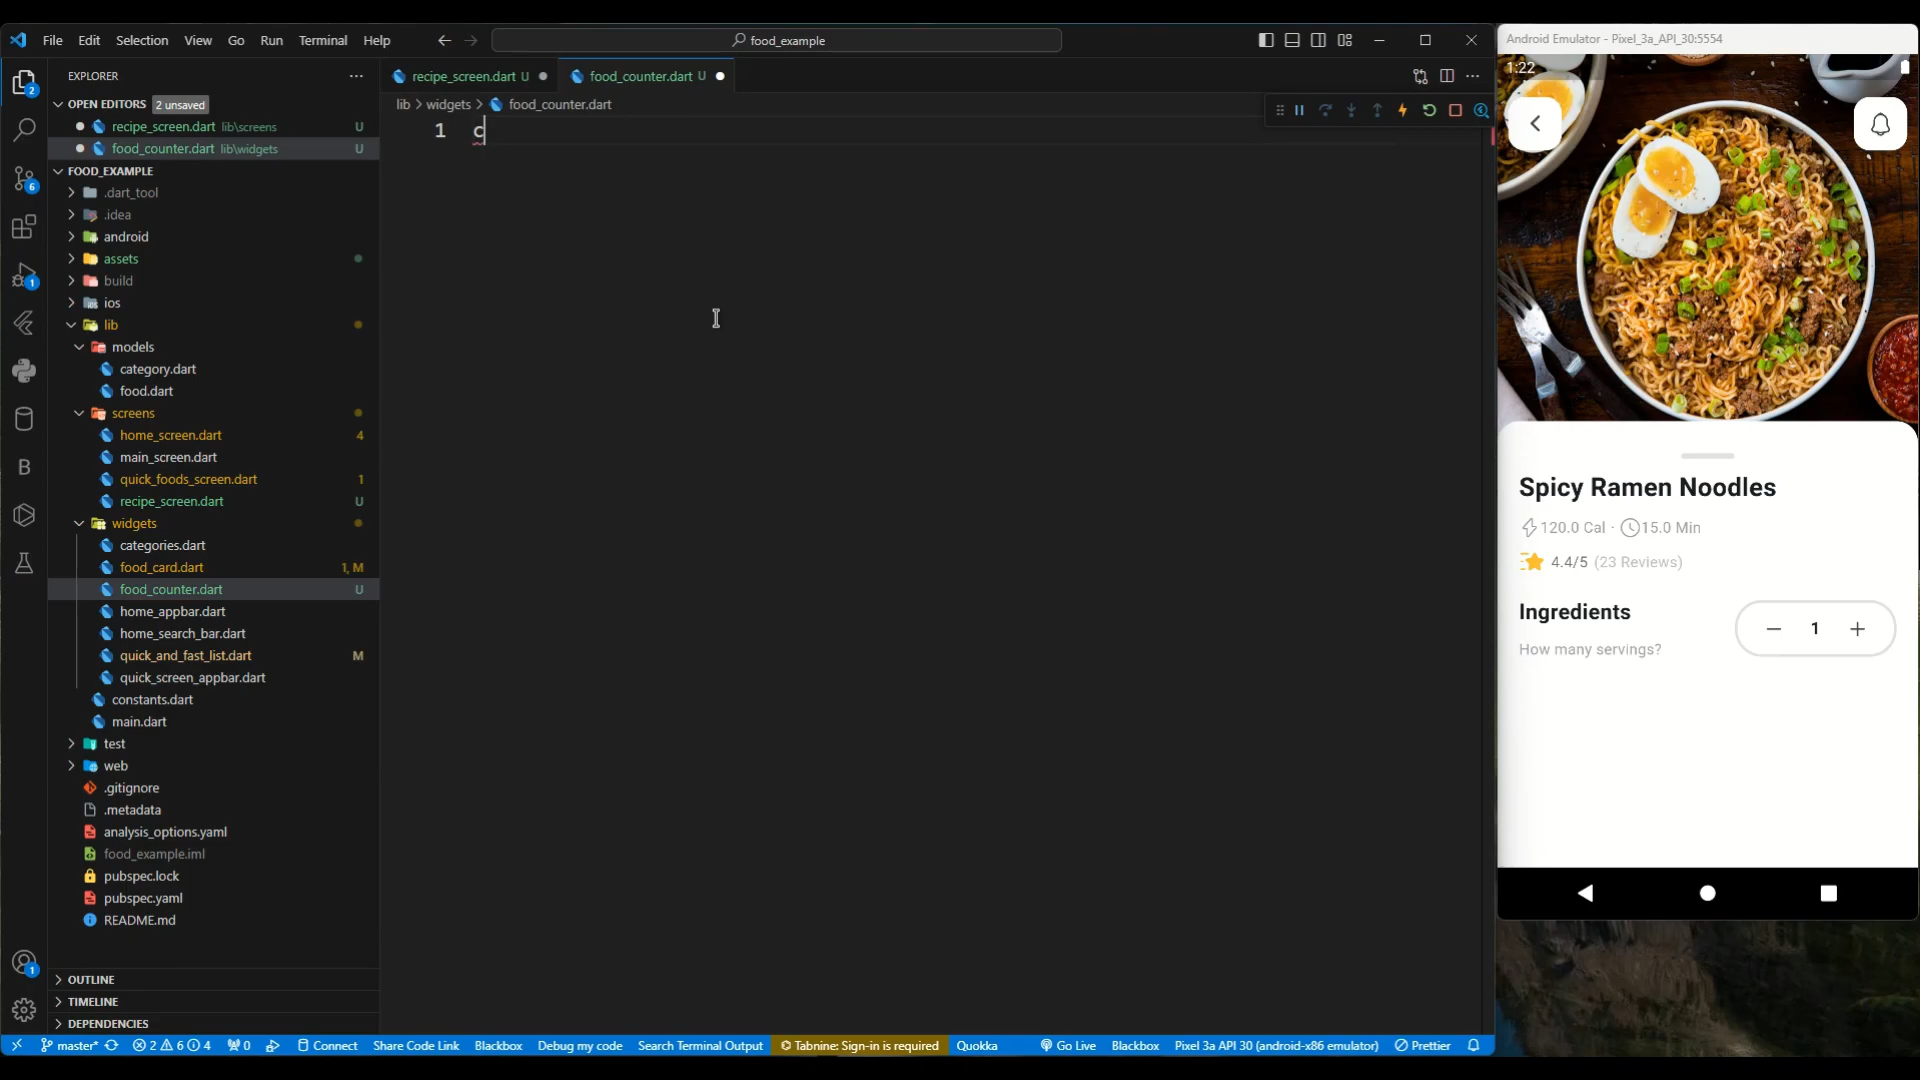 File Edit Selection View Go Run Terminal Help
food_example
EXPLORER
OPEN EDITORS 2 unsaved
recipe_screen.dart lib\screens U
food_counter.dart lib\widgets U
FOOD_EXAMPLE
.dart_tool
.idea
android
assets
build
ios
lib
models
category.dart
food.dart
screens
home_screen.dart 4
main_screen.dart
quick_foods_screen.dart 1
recipe_screen.dart U
widgets
categories.dart
food_card.dart 1, M
food_counter.dart U
home_appbar.dart
home_search_bar.dart
quick_and_fast_list.dart M
quick_screen_appbar.dart
constants.dart
main.dart
test
web
.gitignore
.metadata
analysis_options.yaml
food_example.iml
pubspec.lock
pubspec.yaml
README.md
OUTLINE
TIMELINE
DEPENDENCIES
2
6
1
B
1
recipe_screen.dart U
food_counter.dart U
lib > widgets > food_counter.dart
1 c
Android Emulator - Pixel_3a_API_30:5554
1:22
Spicy Ramen Noodles
120.0 Cal · 15.0 Min
4.4/5 (23 Reviews)
Ingredients
How many servings?
— 1 +
master* 2 6 4 0 Connect Share Code Link Blackbox Debug my code Search Terminal Output Tabnine: Sign-in is required Quokka Go Live Blackbox Pixel 3a API 30 (android-x86 emulator) Prettier